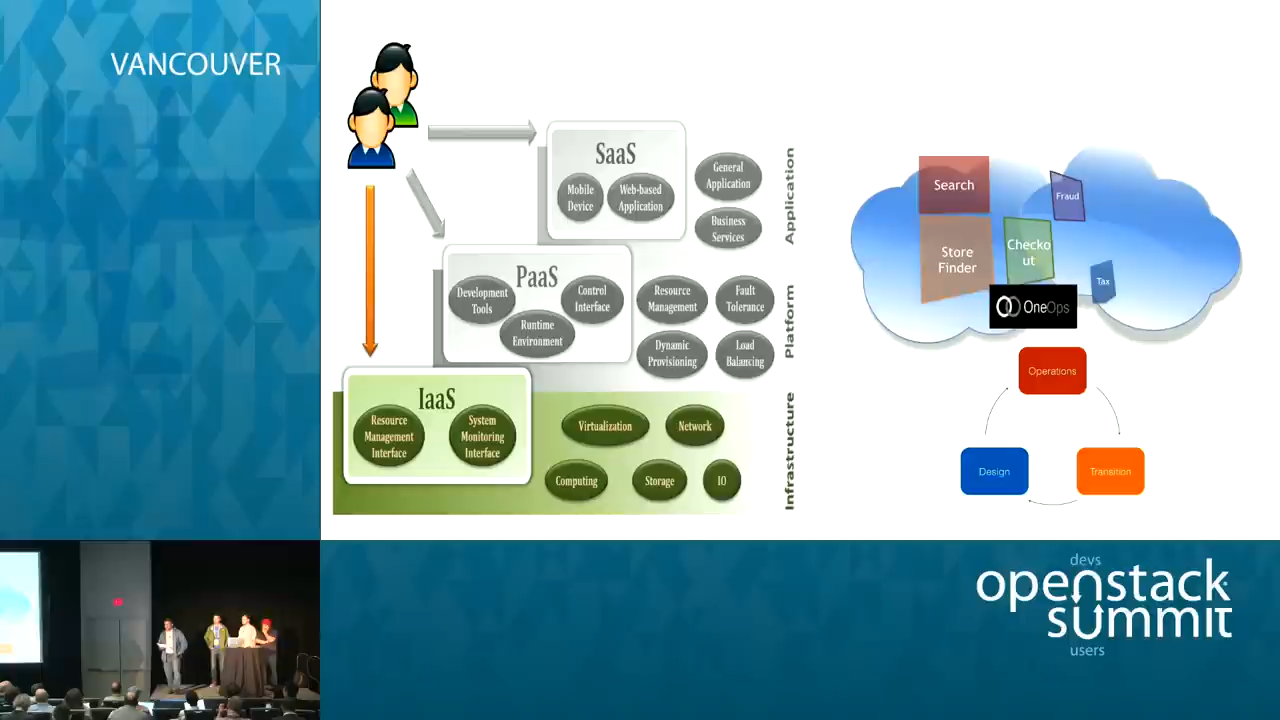 VANCOUVER
SaaS
Mobile
Device
Web-based
Application
General
Application
Business
Services
Application
PaaS
Development
Tools
Control
Interface
Runtime
Environment
Resource
Management
Fault
Tolerance
Dynamic
Provisioning
Load
Balancing
Platform
IaaS
Resource
Management
Interface
System
Monitoring
Interface
Virtualization
Network
Computing
Storage
IO
Infrastructure
Search
Fraud
Store
Finder
Checko
ut
Tax
OneOps
Operations
Design
Transition
devs
openstack
summit
users